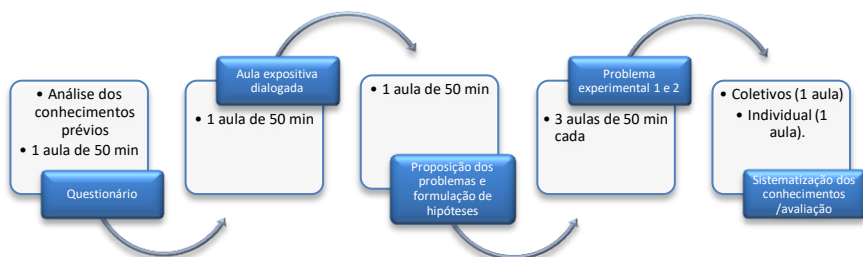 • Análise dos
conhecimentos
prévios
• 1 aula de 50 min
Questionário
Aula expositiva
dialogada
• 1 aula de 50 min
• 1 aula de 50 min
Proposição dos
problemas e
formulação de
hipóteses
Problema
experimental 1 e 2
• 3 aulas de 50 min
cada
• Coletivos (1 aula)
• Individual (1
aula).
Sistematização dos
conhecimentos
/avaliação